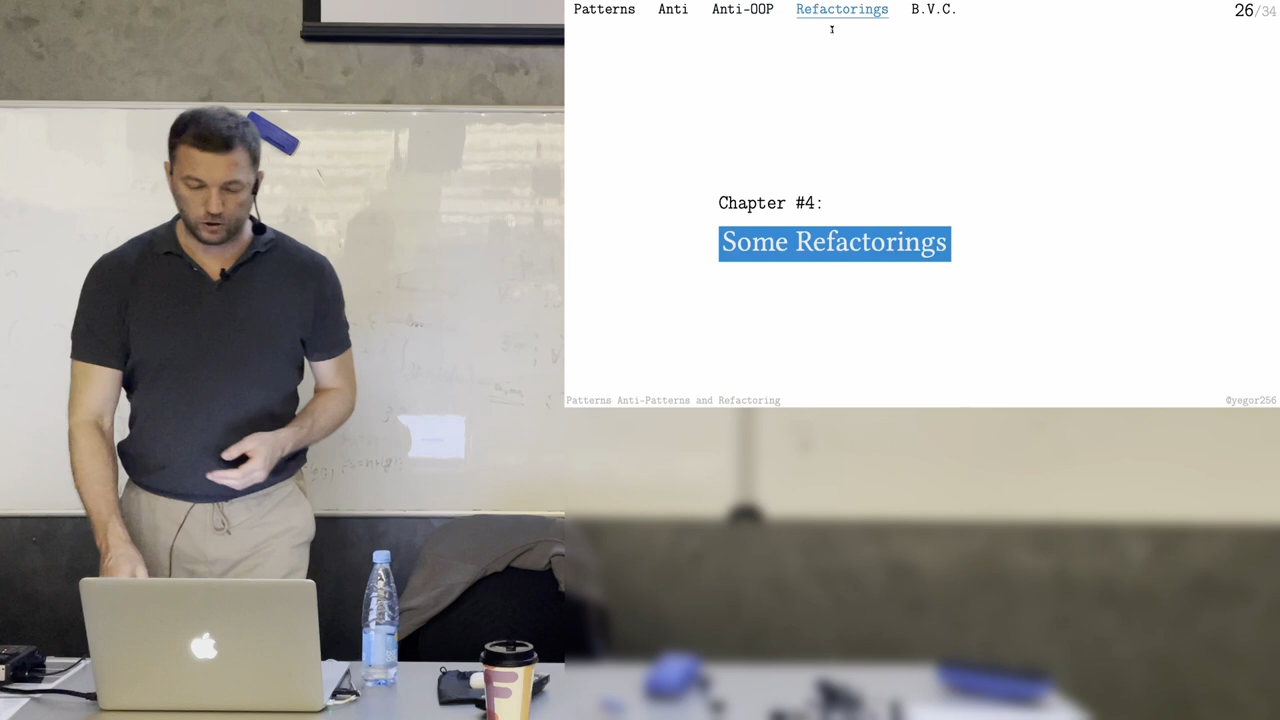 Patterns Anti Anti-OOP Refactorings B.V.C. 26/34
Chapter #4:
Some Refactorings
Patterns Anti-Patterns and Refactoring @yegor256